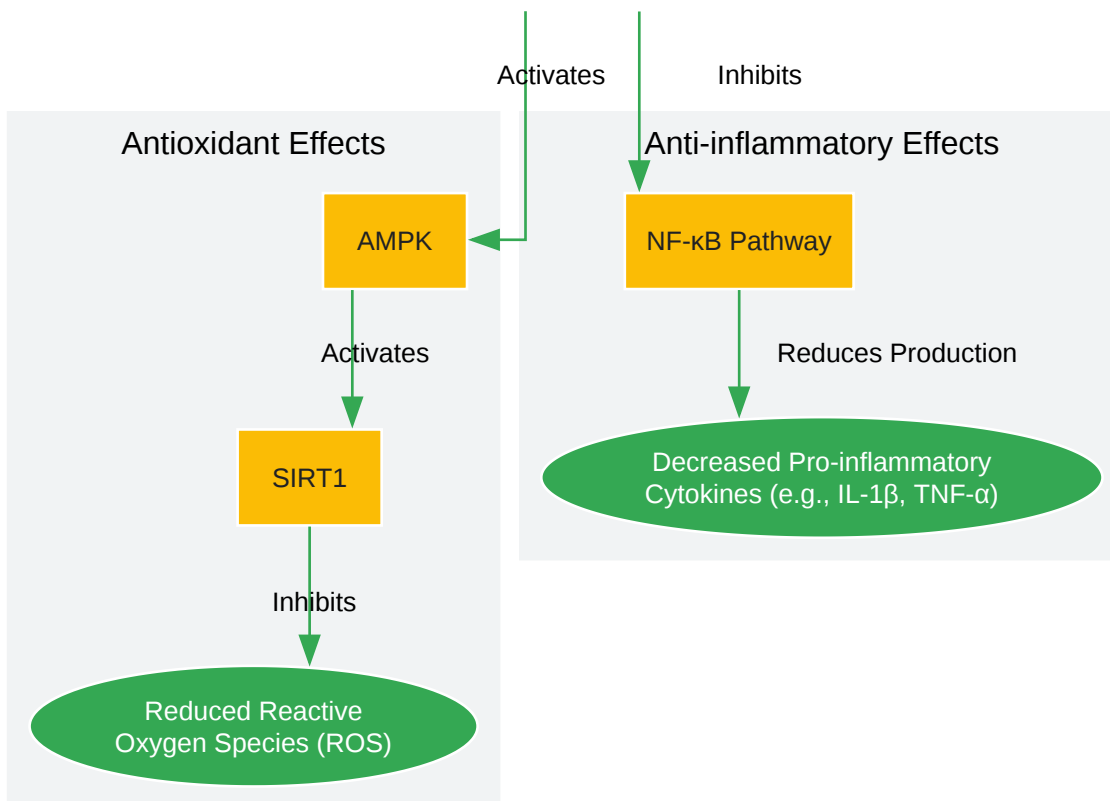 Activates
Inhibits
Antioxidant Effects
Anti-inflammatory Effects
AMPK
NF-κB Pathway
Activates
Reduces Production
SIRT1
Decreased Pro-inflammatory
Cytokines (e.g., IL-1β, TNF-α)
Inhibits
Reduced Reactive
Oxygen Species (ROS)